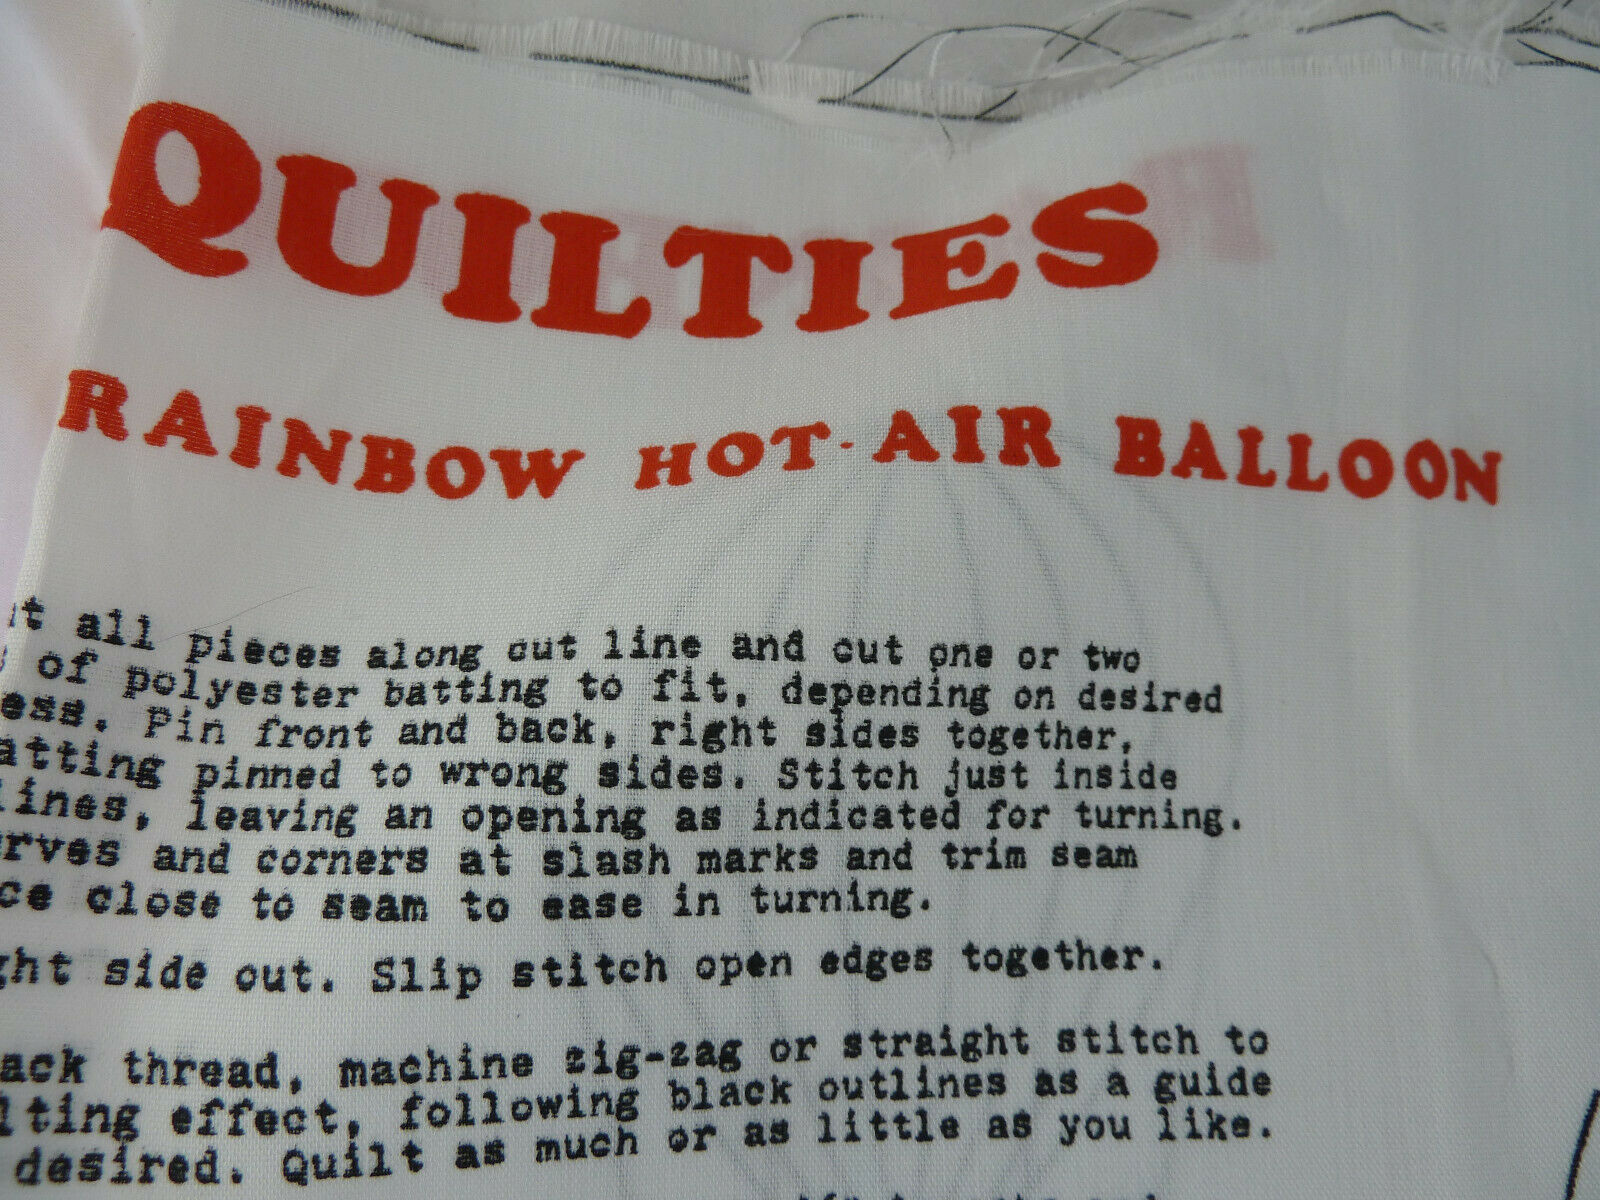 QUILTIES
RAINBOW HOT-AIR BALLOON
all pieces along cut line and cut one or two
of polyester batting to fit, depending on desired
Pin front and back, right sides together,
pinned to wrong sides. Stitch just inside
leaving an opening as indicated for turning.
and corners at slash marks and trim seam
close to seam to ease in turning.
side out. Slip stitch open edges together.
thread, machine zig-zag or straight stitch to
effect, following black outlines as a guide
desired. Quilt as much or as little as you like.